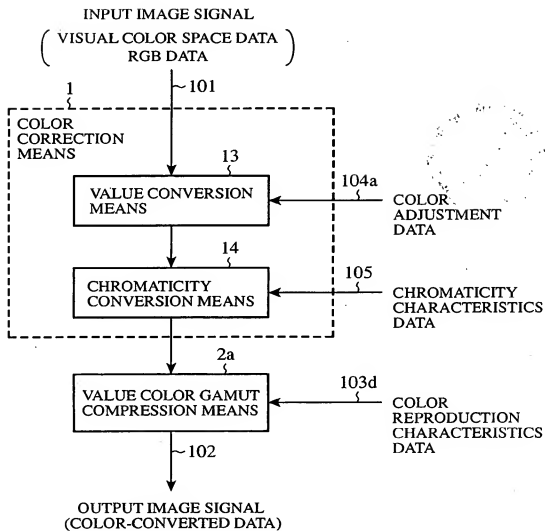 INPUT IMAGE SIGNAL
( VISUAL COLOR SPACE DATA
RGB DATA )
101
1
COLOR
CORRECTION
MEANS
13
VALUE CONVERSION
MEANS
104a
COLOR
ADJUSTMENT
DATA
14
CHROMATICITY
CONVERSION MEANS
105
CHROMATICITY
CHARACTERISTICS
DATA
2a
VALUE COLOR GAMUT
COMPRESSION MEANS
103d
COLOR
REPRODUCTION
CHARACTERISTICS
DATA
102
OUTPUT IMAGE SIGNAL
(COLOR-CONVERTED DATA)